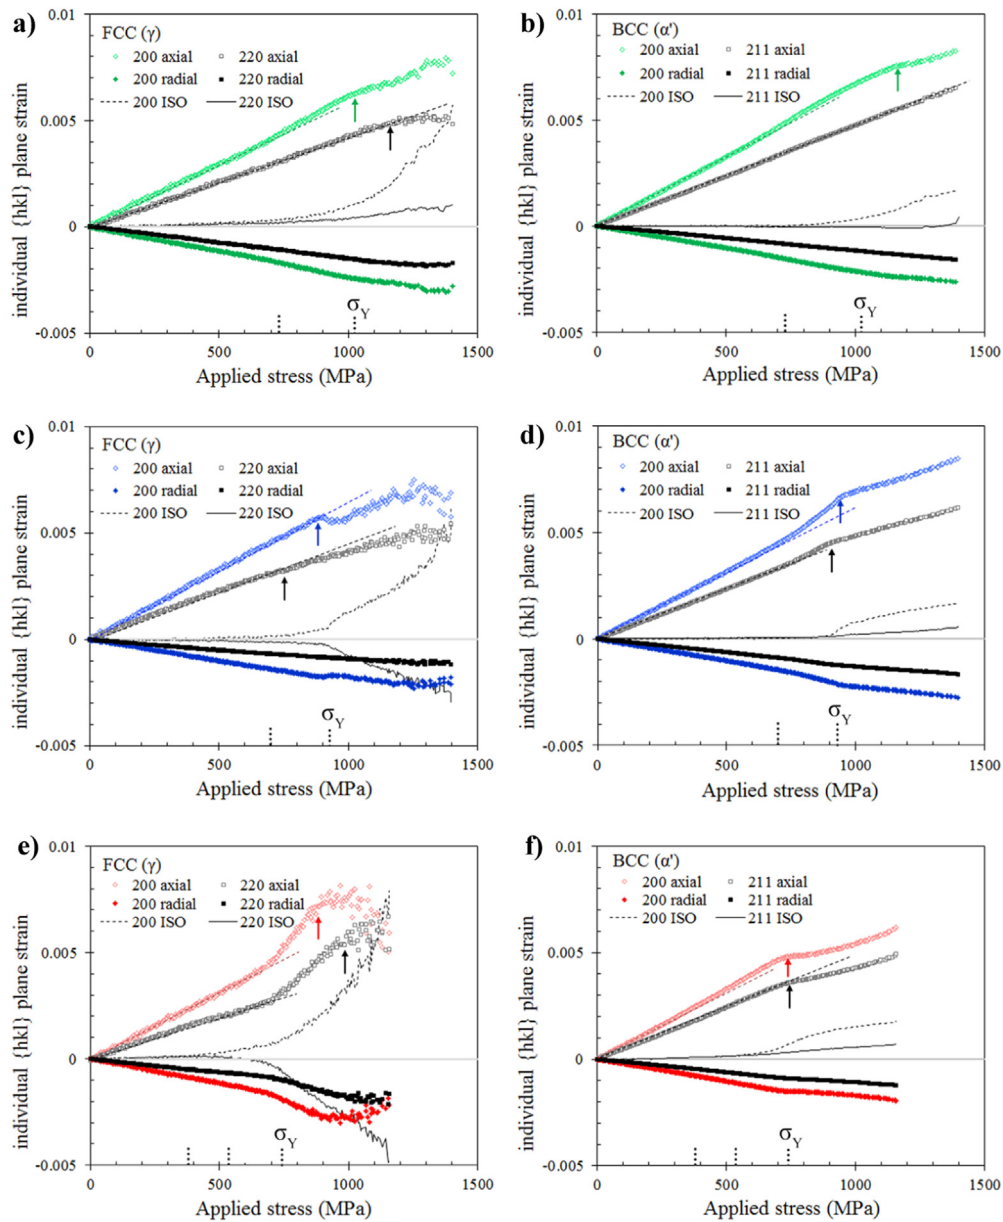 a)
FCC (γ)
200 axial 220 axial
200 radial 220 radial
200 ISO 220 ISO
0.01
0.005
0
-0.005
individual {hkl} plane strain
σY
0 500 1000 1500
Applied stress (MPa)
b)
BCC (α')
200 axial 211 axial
200 radial 211 radial
200 ISO 211 ISO
0.01
0.005
0
-0.005
individual {hkl} plane strain
σY
0 500 1000 1500
Applied stress (MPa)
c)
FCC (γ)
200 axial 220 axial
200 radial 220 radial
200 ISO 220 ISO
0.01
0.005
0
-0.005
individual {hkl} plane strain
σY
0 500 1000 1500
Applied stress (MPa)
d)
BCC (α')
200 axial 211 axial
200 radial 211 radial
200 ISO 211 ISO
0.01
0.005
0
-0.005
individual {hkl} plane strain
σY
0 500 1000 1500
Applied stress (MPa)
e)
FCC (γ)
200 axial 220 axial
200 radial 220 radial
200 ISO 220 ISO
0.01
0.005
0
-0.005
individual {hkl} plane strain
σY
0 500 1000 1500
Applied stress (MPa)
f)
BCC (α')
200 axial 211 axial
200 radial 211 radial
200 ISO 211 ISO
0.01
0.005
0
-0.005
individual {hkl} plane strain
σY
0 500 1000 1500
Applied stress (MPa)